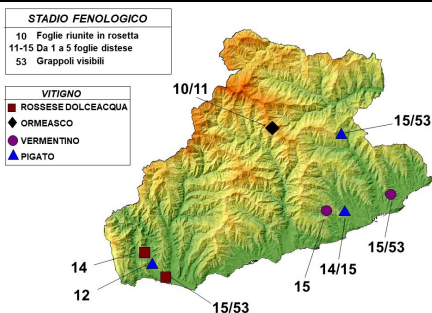 STADIO FENOLOGICO
10 Foglie riunite in rosetta
11-15 Da 1 a 5 foglie distese
53 Grappoli visibili
VITIGNO
ROSSESE DOLCEACQUA
ORMEASCO
VERMENTINO
PIGATO
10/11
15/53
15/53
14/15
15
14
12
15/53